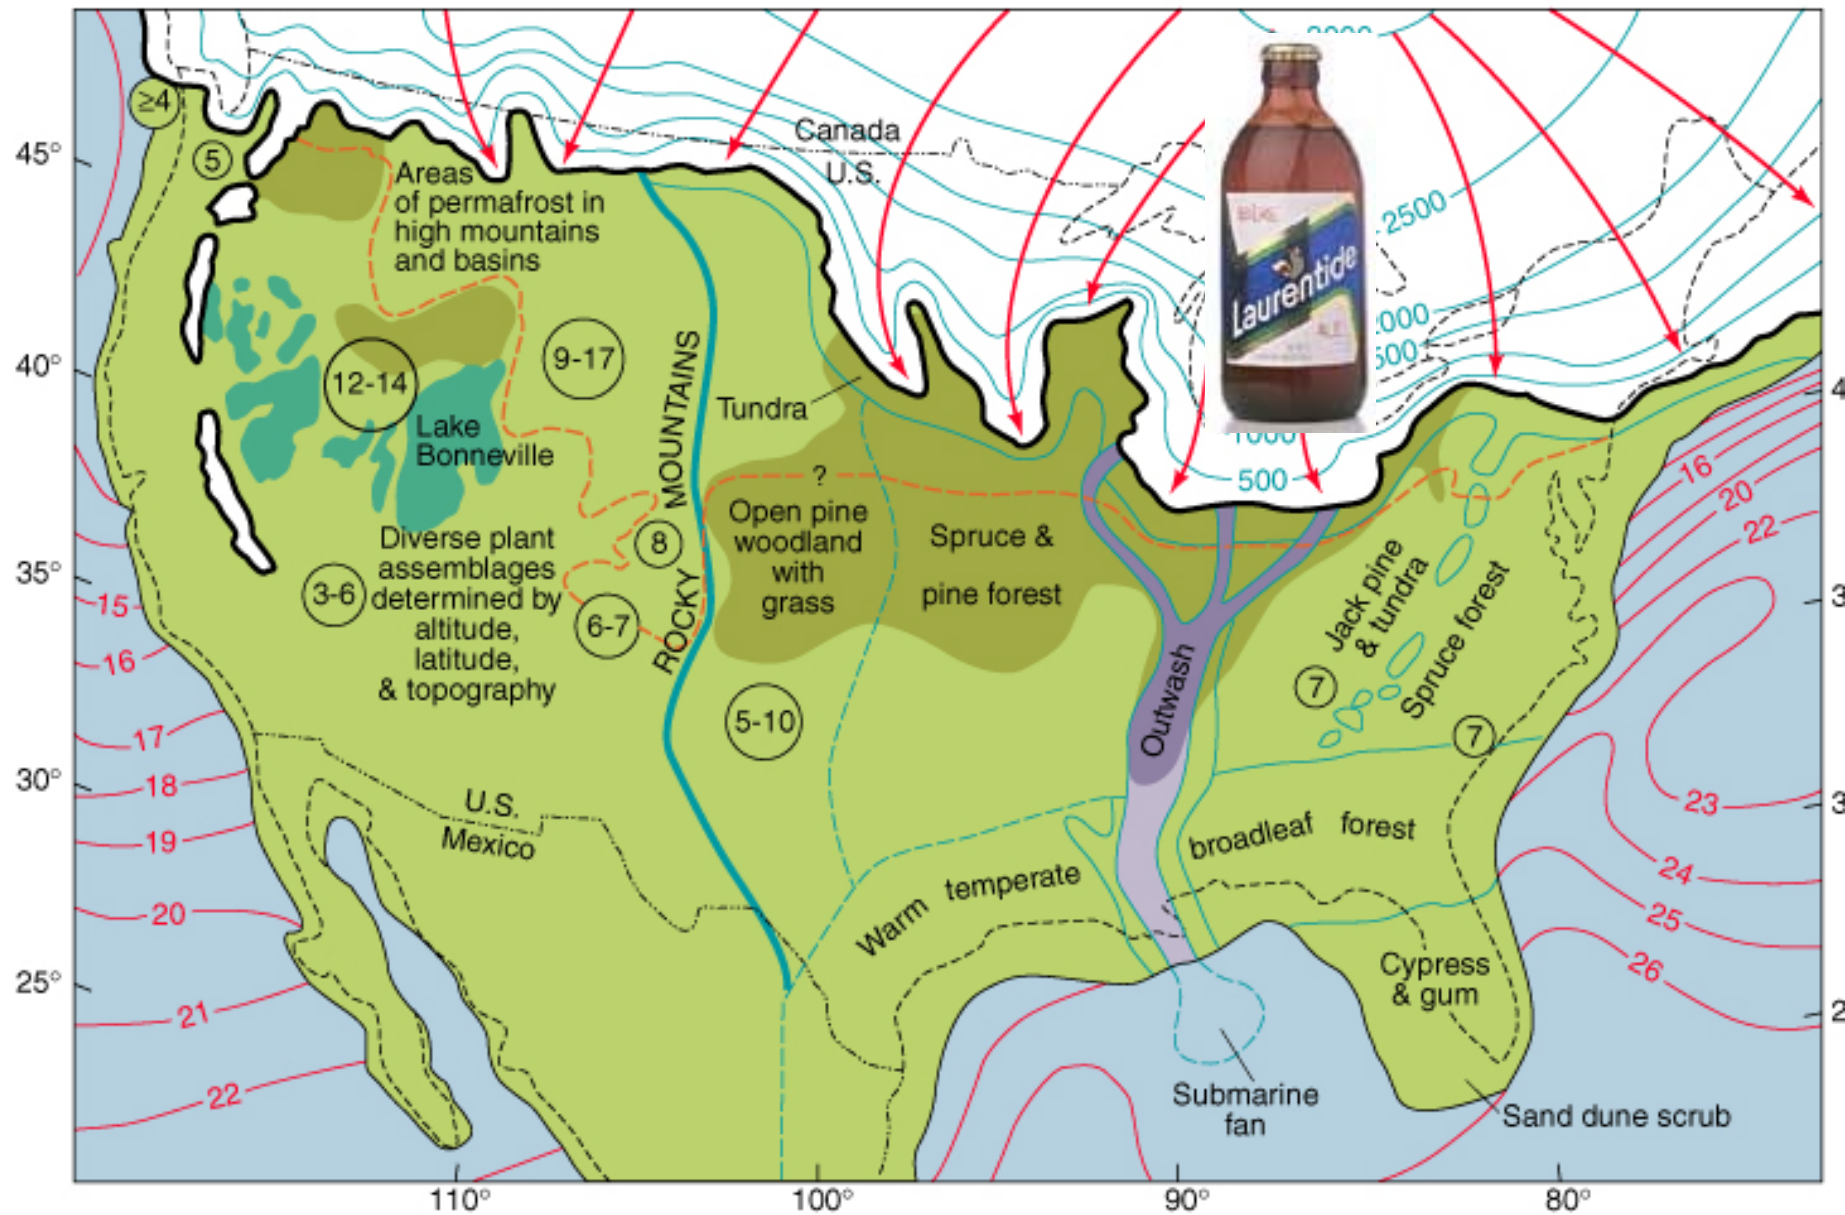 3000
≥4
Canada
U.S.
45°
5
Areas
of permafrost in
high mountains
and basins
2500
Laurentide
ALE
2000
1500
40°
12-14
9-17
MOUNTAINS
Tundra
Lake
Bonneville
1000
500
?
16
20
22
Open pine
woodland
with
grass
Spruce &
pine forest
8
35°
15
3-6
Diverse plant
assemblages
determined by
altitude,
latitude,
& topography
6-7
ROCKY
Jack pine
& tundra
Spruce forest
7
7
16
5-10
Outwash
17
30°
18
U.S.
Mexico
19
23
broadleaf forest
Warm temperate
24
20
25
25°
Cypress
& gum
26
21
22
Submarine
fan
Sand dune scrub
110°
100°
90°
80°